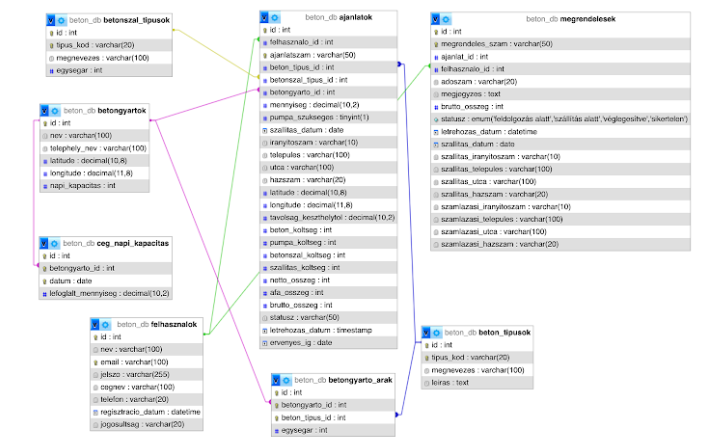 beton_db betonszal_tipusok
id : int
tipus_kod : varchar(20)
megnevezes : varchar(100)
egysegar : int
beton_db betongyartok
id : int
nev : varchar(100)
telephely_nev : varchar(100)
latitude : decimal(10,8)
longitude : decimal(11,8)
napi_kapacitas : int
beton_db ceg_napi_kapacitas
id : int
betongyarto_id : int
datum : date
lefoglalt_mennyiseg : decimal(10,2)
beton_db felhasznalok
id : int
nev : varchar(100)
email : varchar(100)
jelszo : varchar(255)
cegnev : varchar(100)
telefon : varchar(20)
regisztracio_datum : datetime
jogosultsag : varchar(20)
beton_db ajanlatok
id : int
felhasznalo_id : int
ajanlatszam : varchar(50)
beton_tipus_id : int
betonszal_tipus_id : int
betongyarto_id : int
mennyiseg : decimal(10,2)
pumpa_szukseges : tinyint(1)
szallitas_datum : date
iranyitoszam : varchar(10)
telepules : varchar(100)
utca : varchar(100)
hazszam : varchar(20)
latitude : decimal(10,8)
longitude : decimal(11,8)
tavolsag_keszthelytol : decimal(10,2)
beton_koltseg : int
pumpa_koltseg : int
betonszal_koltseg : int
szallitas_koltseg : int
netto_osszeg : int
afa_osszeg : int
brutto_osszeg : int
statusz : varchar(50)
letrehozas_datum : timestamp
ervenyes_ig : date
beton_db betongyarto_arak
id : int
betongyarto_id : int
beton_tipus_id : int
egysegar : int
beton_db megrendelesek
id : int
megrendeles_szam : varchar(50)
ajanlat_id : int
felhasznalo_id : int
adoszam : varchar(20)
megjegyzes : text
brutto_osszeg : int
statusz : enum('feldolgozás alatt','szállítás alatt','véglegesítve','sikertelen')
letrehozas_datum : datetime
szallitas_datum : date
szallitas_iranyitoszam : varchar(10)
szallitas_telepules : varchar(100)
szallitas_utca : varchar(100)
szallitas_hazszam : varchar(20)
szamlazasi_iranyitoszam : varchar(10)
szamlazasi_telepules : varchar(100)
szamlazasi_utca : varchar(100)
szamlazasi_hazszam : varchar(20)
beton_db beton_tipusok
id : int
tipus_kod : varchar(20)
megnevezes : varchar(100)
leiras : text